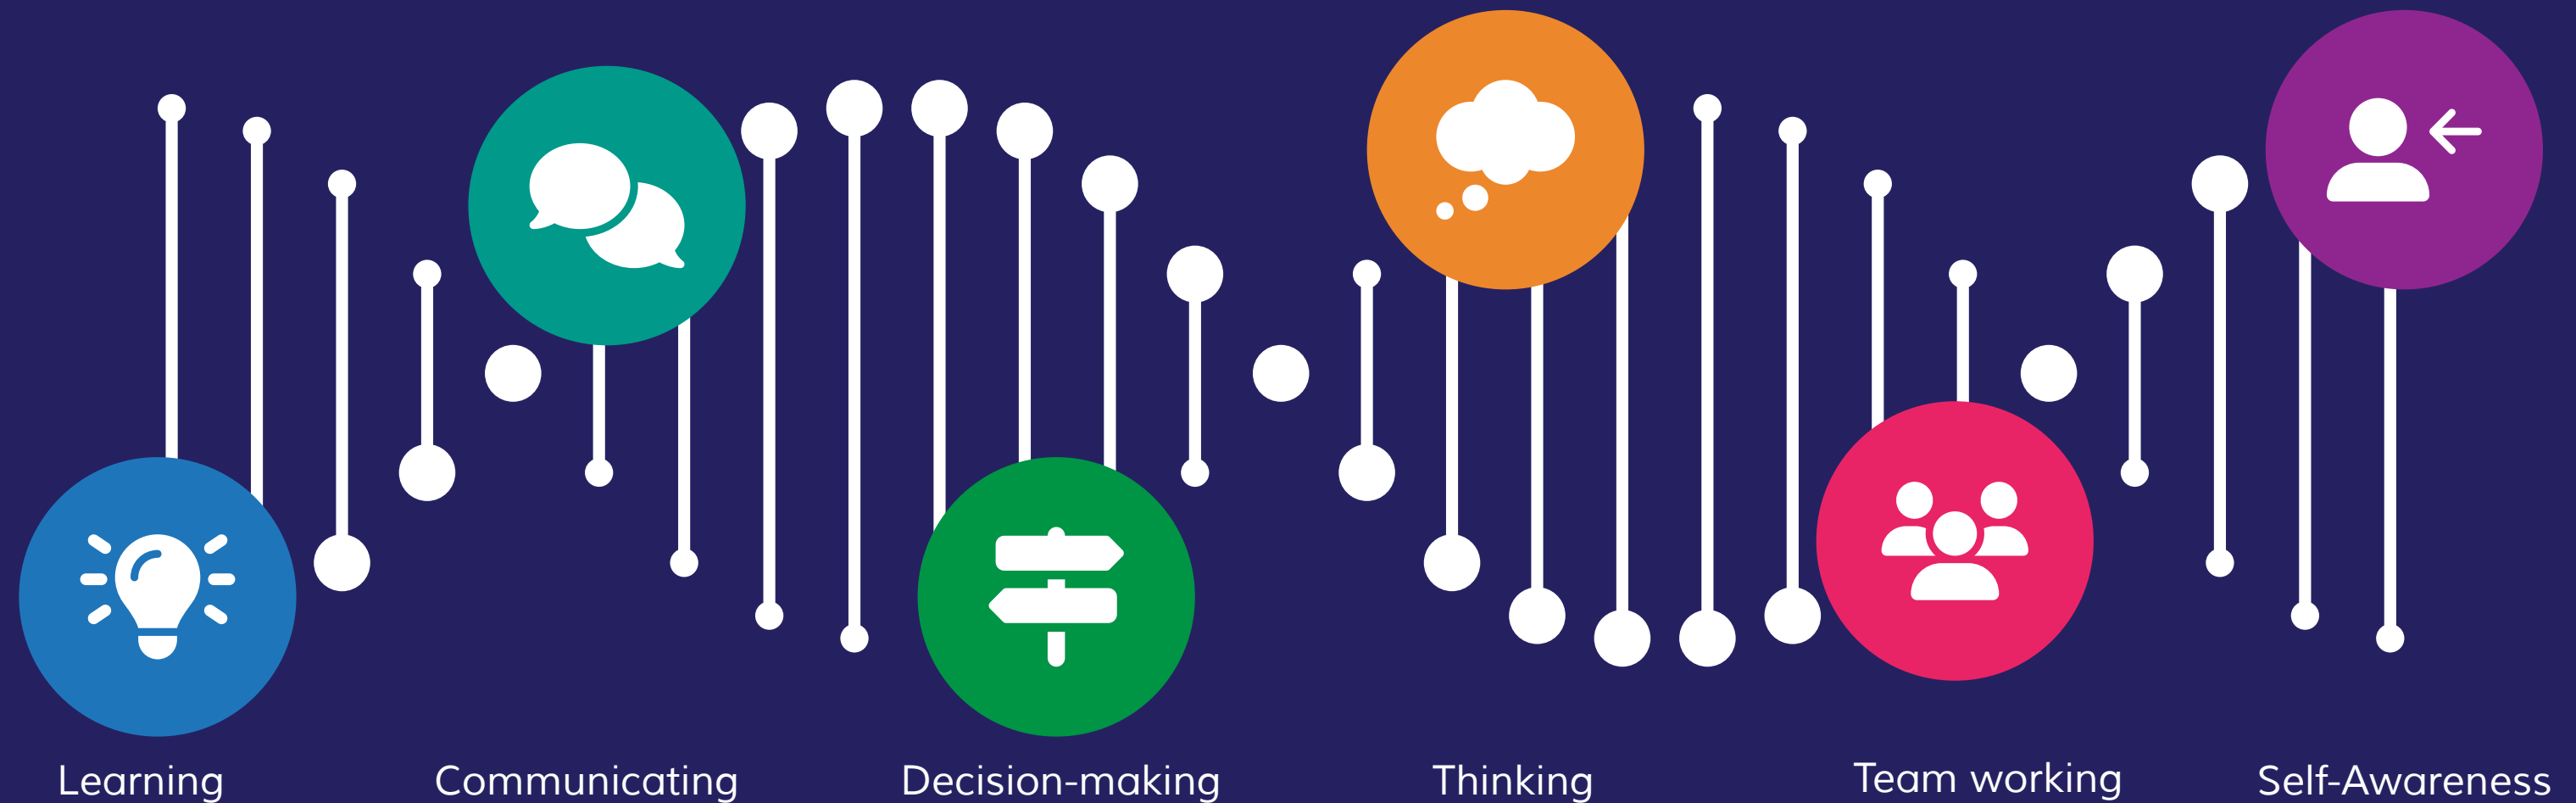 Learning
Communicating
Decision-making
Thinking
Team working
Self-Awareness